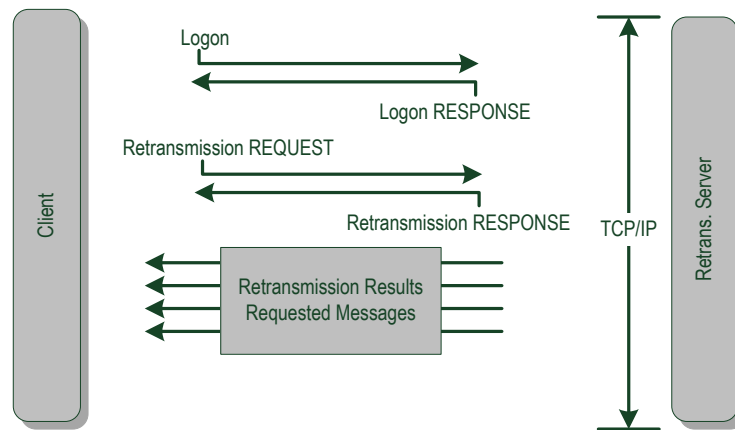 Logon
Logon RESPONSE
Retransmission REQUEST
Retransmission RESPONSE
Client
TCP/IP
Retrans. Server
Retransmission Results
Requested Messages